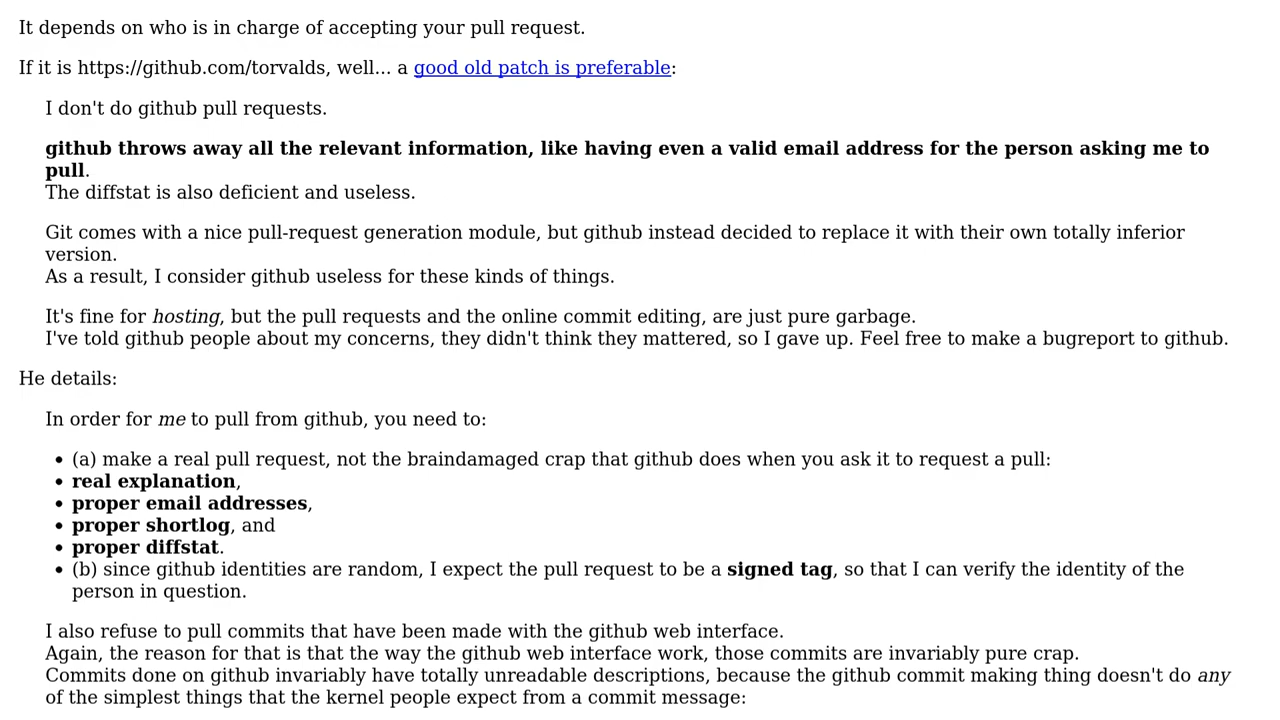 It depends on who is in charge of accepting your pull request.
If it is https://github.com/torvalds, well... a good old patch is preferable:
I don't do github pull requests.
github throws away all the relevant information, like having even a valid email address for the person asking me to
pull.
The diffstat is also deficient and useless.
Git comes with a nice pull-request generation module, but github instead decided to replace it with their own totally inferior
version.
As a result, I consider github useless for these kinds of things.
It's fine for hosting, but the pull requests and the online commit editing, are just pure garbage.
I've told github people about my concerns, they didn't think they mattered, so I gave up. Feel free to make a bugreport to github.
He details:
In order for me to pull from github, you need to:
• (a) make a real pull request, not the braindamaged crap that github does when you ask it to request a pull:
• real explanation,
• proper email addresses,
• proper shortlog, and
• proper diffstat.
• (b) since github identities are random, I expect the pull request to be a signed tag, so that I can verify the identity of the
person in question.
I also refuse to pull commits that have been made with the github web interface.
Again, the reason for that is that the way the github web interface work, those commits are invariably pure crap.
Commits done on github invariably have totally unreadable descriptions, because the github commit making thing doesn't do any
of the simplest things that the kernel people expect from a commit message: